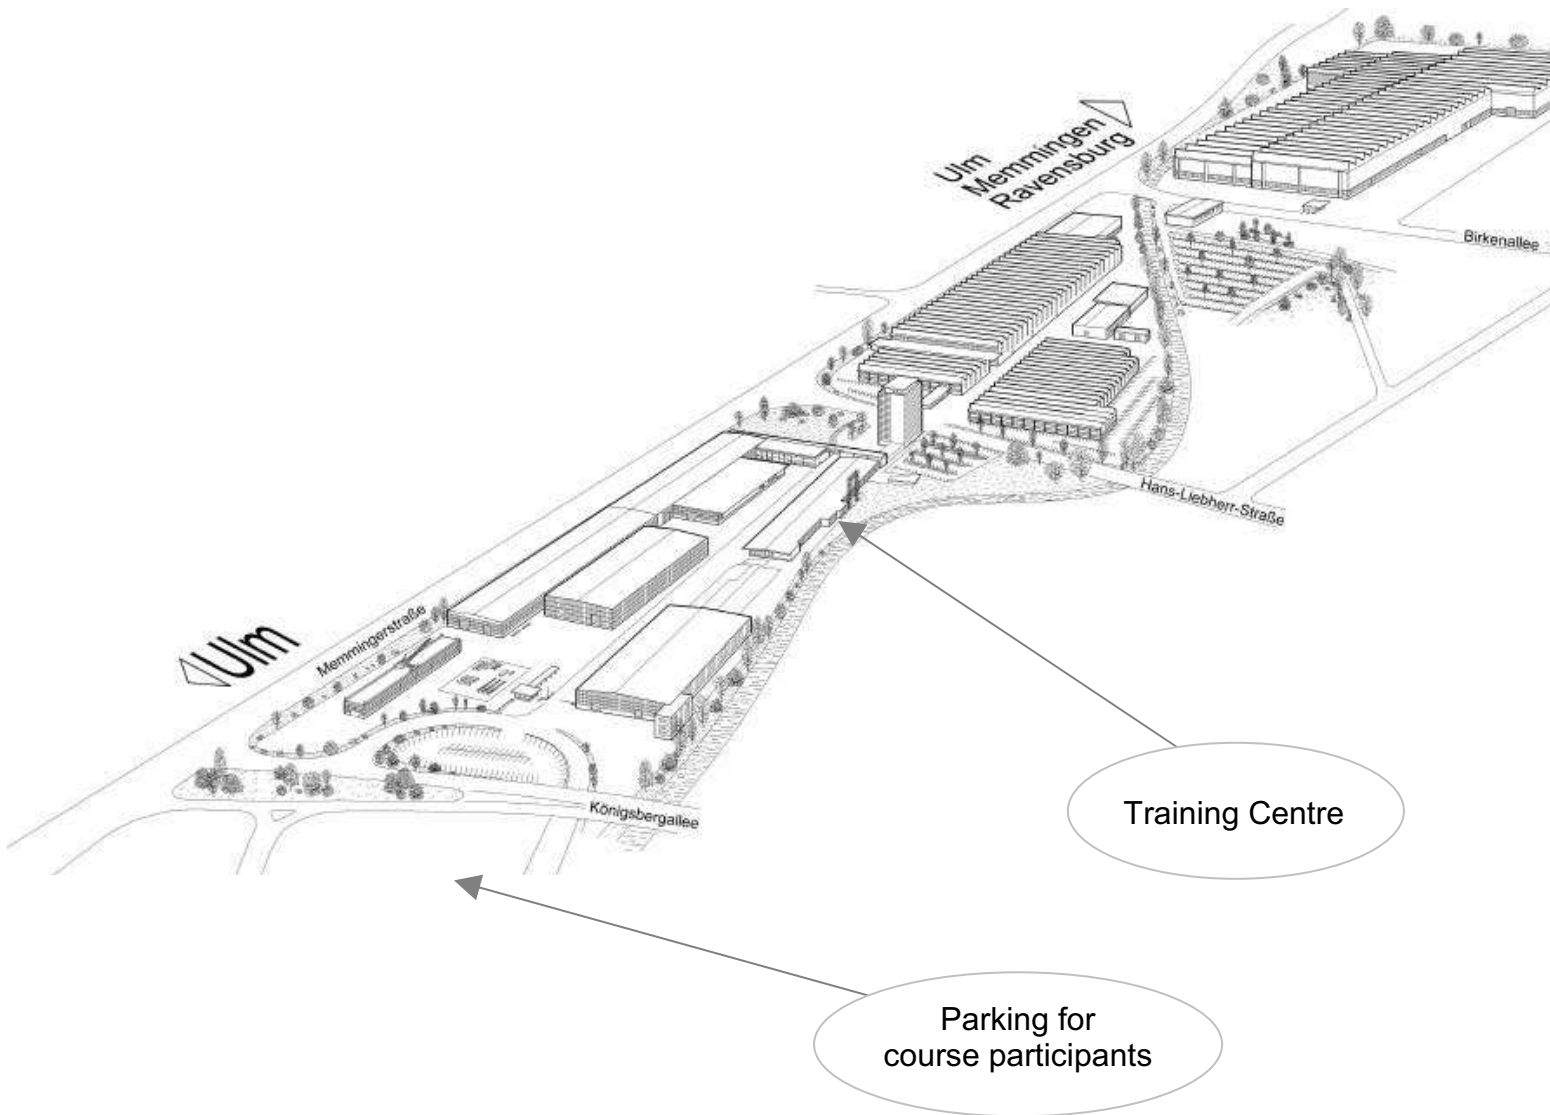 Ulm
Memmingen
Ravensburg
Birkenallee
Hans-Liebherr-Straße
Memmingerstraße
Ulm
Königsbergallee
Training Centre
Parking for
course participants